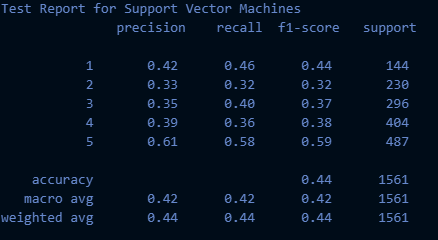 Test Report for Support Vector Machines
precision recall f1-score support
1 0.42 0.46 0.44 144
2 0.33 0.32 0.32 230
3 0.35 0.40 0.37 296
4 0.39 0.36 0.38 404
5 0.61 0.58 0.59 487
accuracy 0.44 1561
macro avg 0.42 0.42 0.42 1561
weighted avg 0.44 0.44 0.44 1561